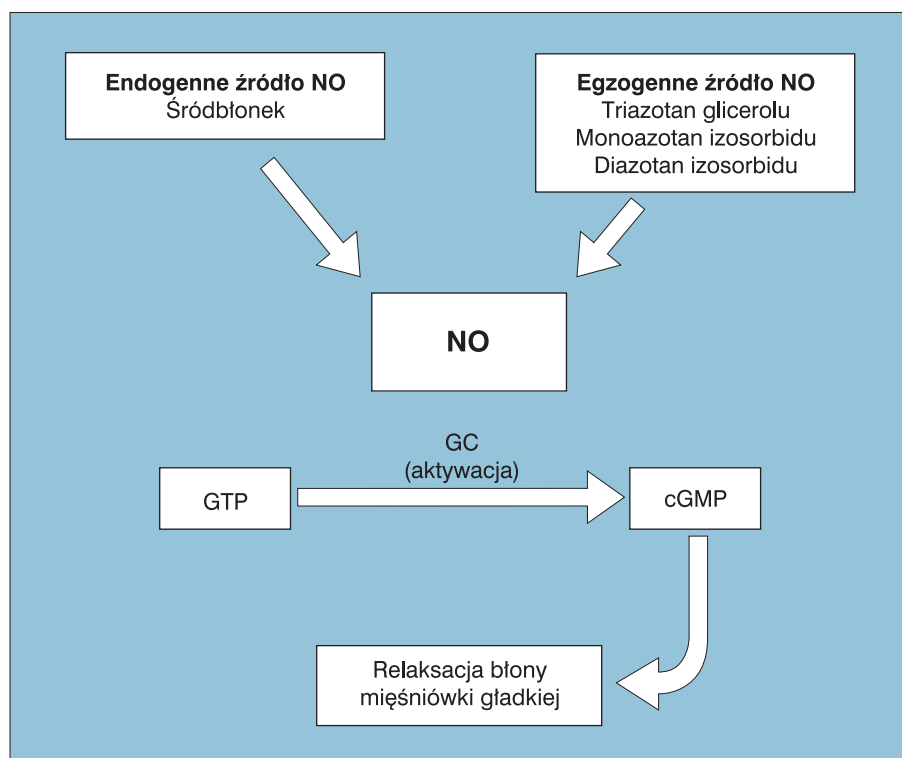 Endogenne źródło NO
Śródbłonek
Egzogenne źródło NO
Triazotan glicerolu
Monoazotan izosorbidu
Diazotan izosorbidu
NO
GC
(aktywacja)
GTP
cGMP
Relaksacja błony
mięśniówki gładkiej